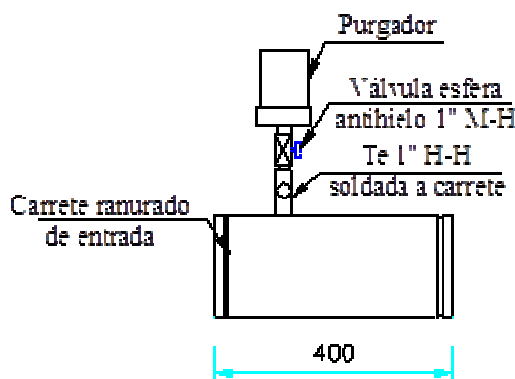 Purgador
Válvula esfera
antihielo 1" M-H
Te 1" H-H
soldada a carrete
Carrete ranurado
de entrada
400